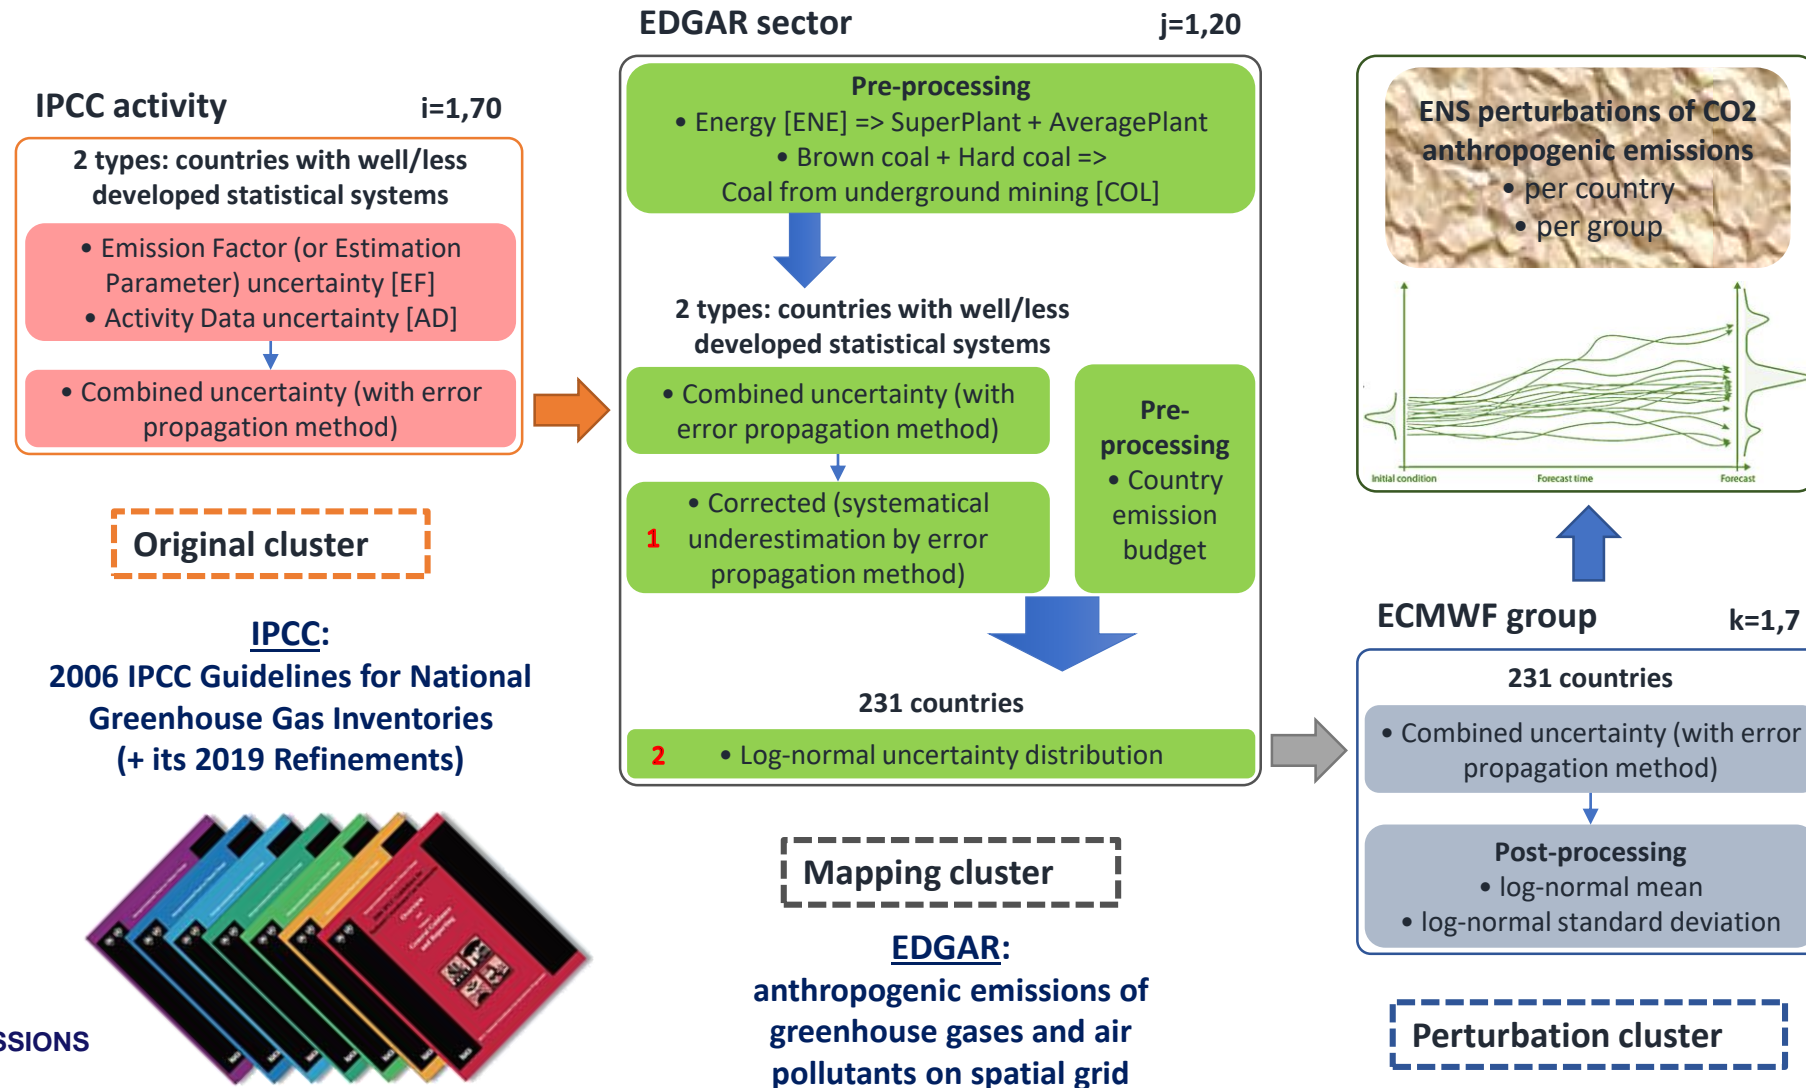 EDGAR sector
j=1,20
IPCC activity
i=1,70
2 types: countries with well/less
developed statistical systems
• Emission Factor (or Estimation
Parameter) uncertainty [EF]
• Activity Data uncertainty [AD]
• Combined uncertainty (with error
propagation method)
Original cluster
IPCC:
2006 IPCC Guidelines for National
Greenhouse Gas Inventories
(+ its 2019 Refinements)
Overview
General Guidance
and Reporting
SSIONS
Pre-processing
• Energy [ENE] => SuperPlant + AveragePlant
• Brown coal + Hard coal =>
Coal from underground mining [COL]
2 types: countries with well/less
developed statistical systems
• Combined uncertainty (with
error propagation method)
1
• Corrected (systematical
underestimation by error
propagation method)
Pre-
processing
• Country
emission
budget
231 countries
2
• Log-normal uncertainty distribution
Mapping cluster
EDGAR:
anthropogenic emissions of
greenhouse gases and air
pollutants on spatial grid
ENS perturbations of CO2
anthropogenic emissions
• per country
• per group
Initial condition
Forecast time
Forecast
ECMWF group
k=1,7
231 countries
• Combined uncertainty (with error
propagation method)
Post-processing
• log-normal mean
• log-normal standard deviation
Perturbation cluster